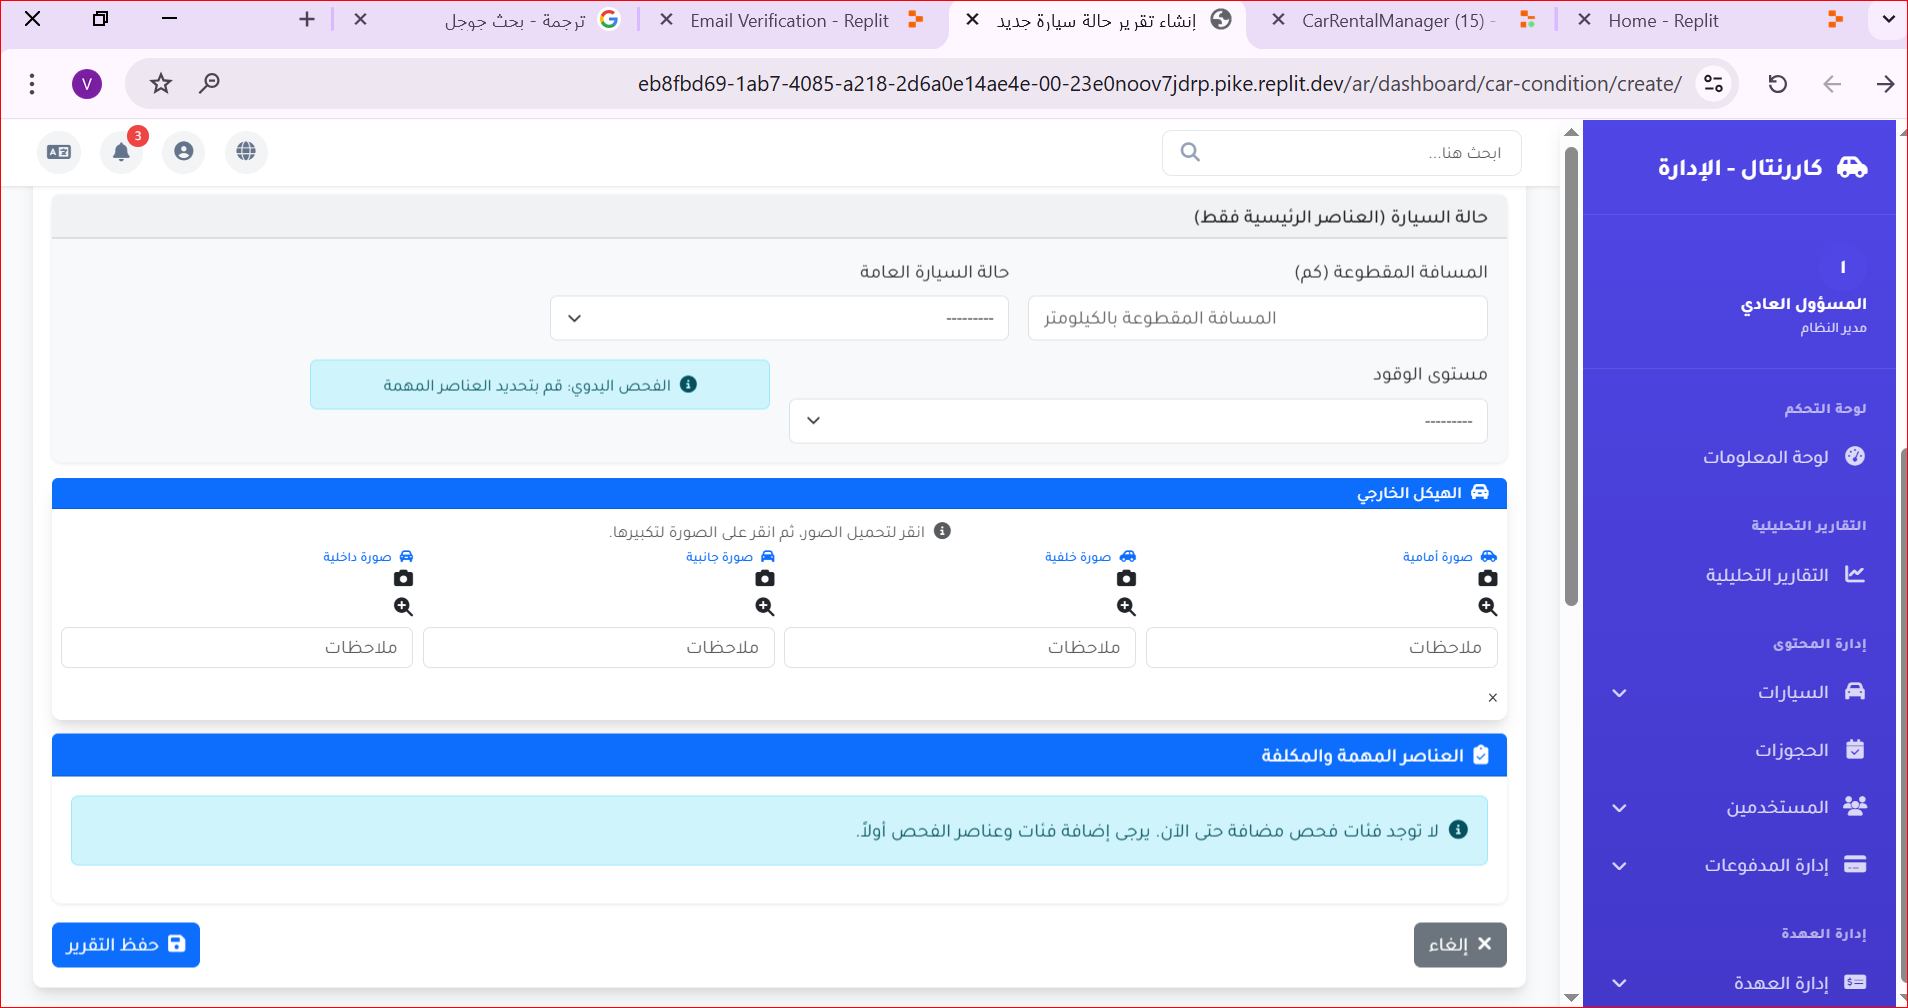 Home - Replit
CarRentalManager (15) -
إنشاء تقرير حالة سيارة جديد
Email Verification - Replit
ترجمة - بحث جوجل
eb8fbd69-1ab7-4085-a218-2d6a0e14ae4e-00-23e0noov7jdrp.pike.replit.dev/ar/dashboard/car-condition/create/
V
كاررنتال - الإدارة
ا
المسؤول العادي
مدير النظام
لوحة التحكم
لوحة المعلومات
التقارير التحليلية
التقارير التحليلية
إدارة المحتوى
السيارات
الحجوزات
المستخدمين
إدارة المدفوعات
إدارة العهدة
إدارة العهدة
ابحث هنا...
3
حالة السيارة (العناصر الرئيسية فقط)
المسافة المقطوعة (كم)
حالة السيارة العامة
المسافة المقطوعة بالكيلومتر
---------
مستوى الوقود
الفحص اليدوي: قم بتحديد العناصر المهمة
---------
الهيكل الخارجي
انقر لتحميل الصور، ثم انقر على الصورة لتكبيرها.
صورة أمامية
صورة خلفية
صورة جانبية
صورة داخلية
ملاحظات
ملاحظات
ملاحظات
ملاحظات
×
العناصر المهمة والمكلفة
لا توجد فئات فحص مضافة حتى الآن. يرجى إضافة فئات وعناصر الفحص أولاً.
إلغاء
حفظ التقرير